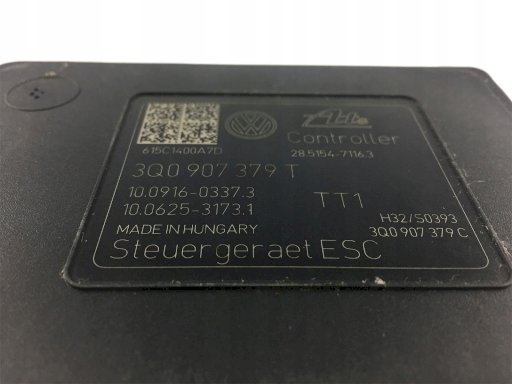 615C1400A7D
Controller
28.5154-7116.3
3Q0 907 379 T
10.0916-0337.3
10.0625-3173.1
TT1
MADE IN HUNGARY
H32/S0393
3Q0 907 379 C
Steuergeraet ESC